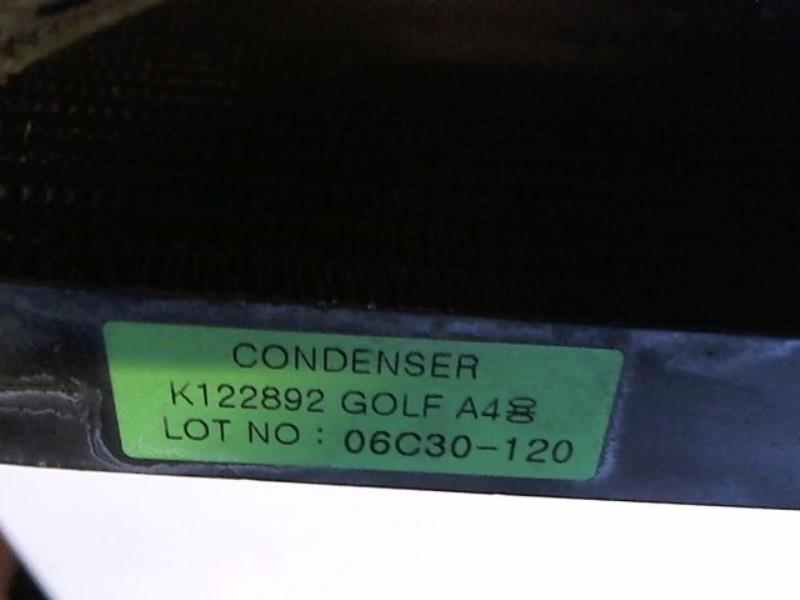 CONDENSER
K122892 GOLF A4용
LOT NO : 06C30-120